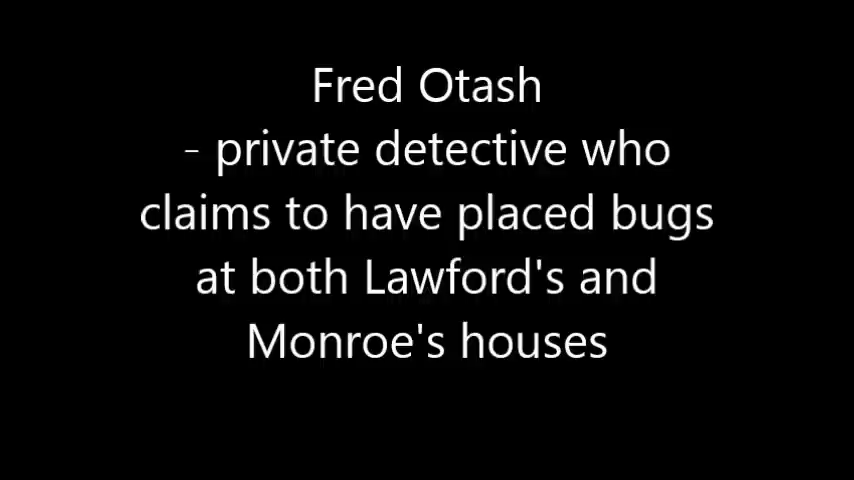 Fred Otash
- private detective who
claims to have placed bugs
at both Lawford's and
Monroe's houses